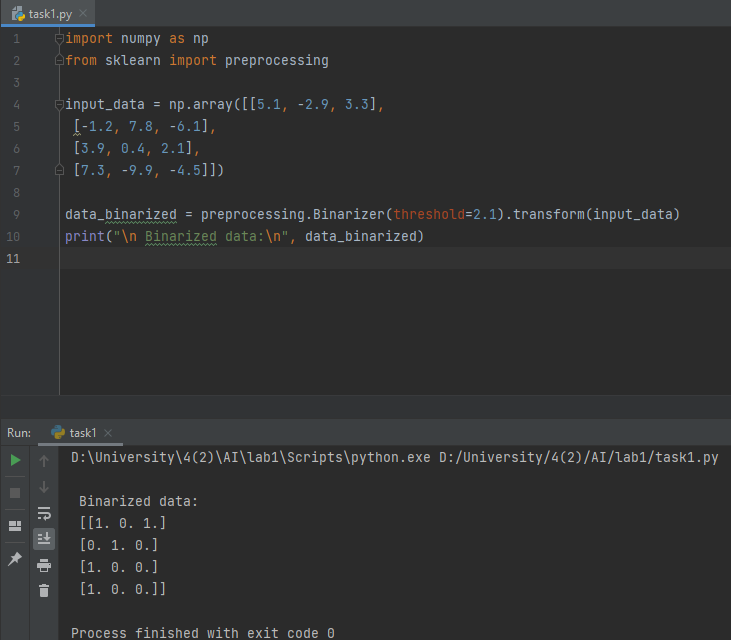 task1.py
1 import numpy as np
2 from sklearn import preprocessing
3
4 input_data = np.array([[5.1, -2.9, 3.3],
5 [-1.2, 7.8, -6.1],
6 [3.9, 0.4, 2.1],
7 [7.3, -9.9, -4.5]])
8
9 data_binarized = preprocessing.Binarizer(threshold=2.1).transform(input_data)
10 print("\n Binarized data:\n", data_binarized)
11
Run: task1
D:\University\4(2)\AI\lab1\Scripts\python.exe D:/University/4(2)/AI/lab1/task1.py
Binarized data:
[[1. 0. 1.]
[0. 1. 0.]
[1. 0. 0.]
[1. 0. 0.]]
Process finished with exit code 0